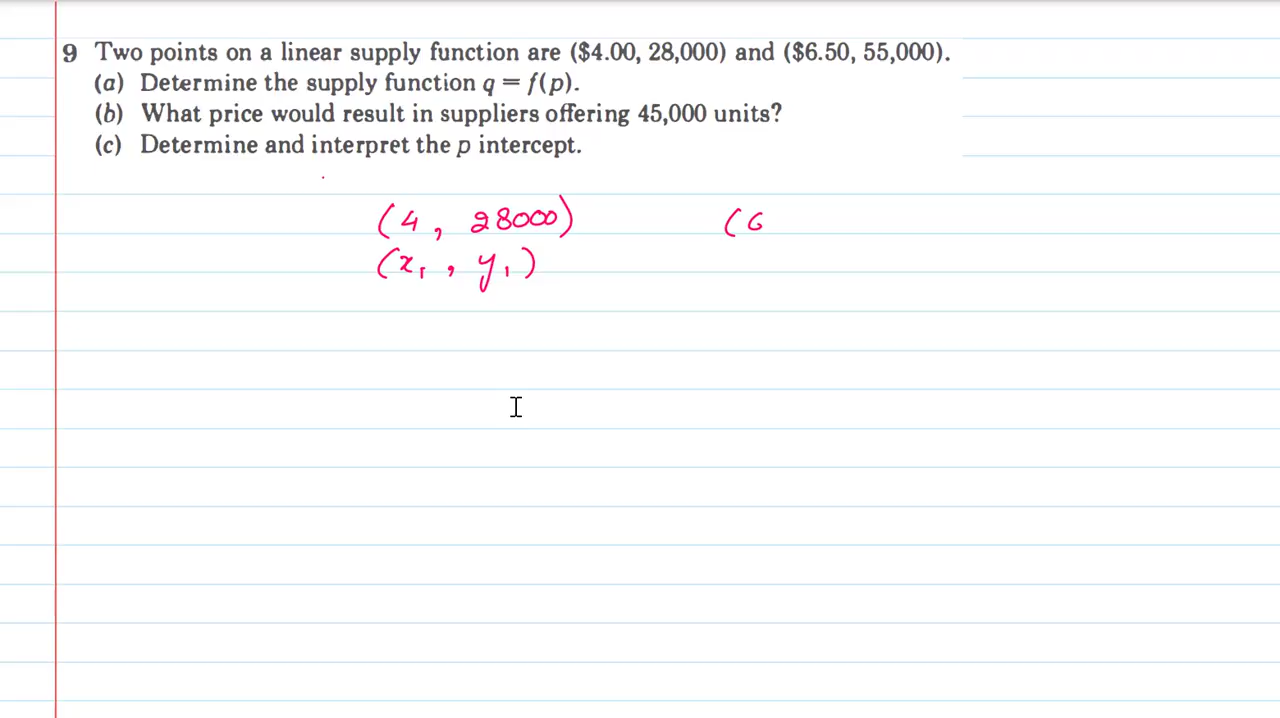 9 Two points on a linear supply function are ($4.00, 28,000) and ($6.50, 55,000).
(a) Determine the supply function q = f(p).
(b) What price would result in suppliers offering 45,000 units?
(c) Determine and interpret the p intercept.
(4, 28000) (6
(x₁, y₁)